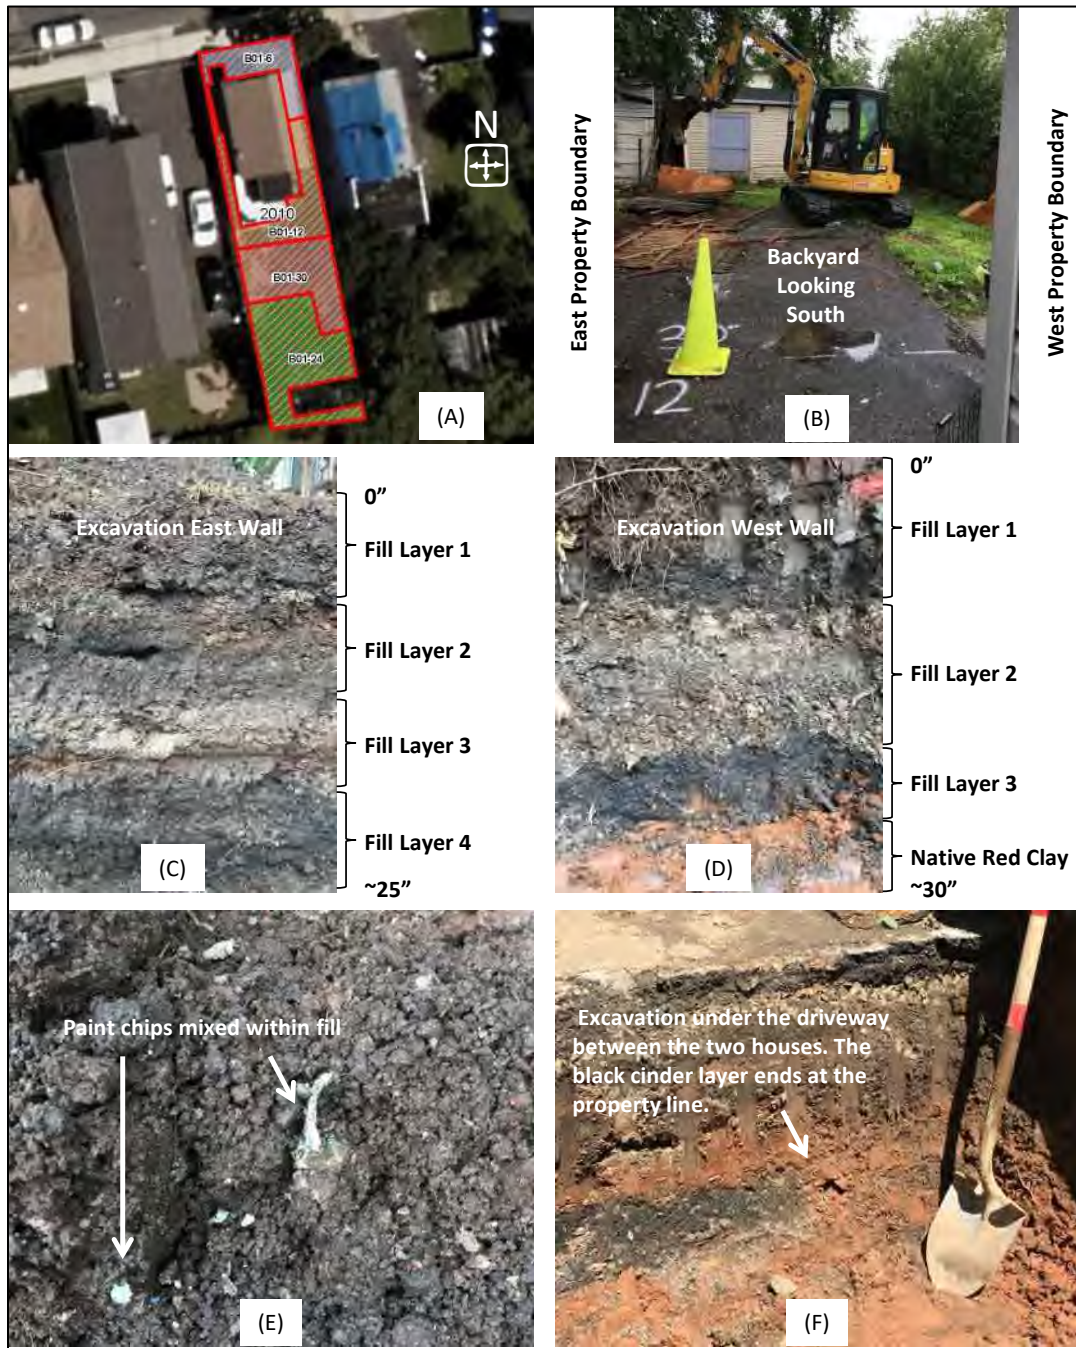 B01-6
N
2010
B01-12
B01-30
B01-24
(A)
East Property Boundary
Backyard
Looking
South
12
(B)
West Property Boundary
Excavation East Wall
0”
Fill Layer 1
Fill Layer 2
Fill Layer 3
Fill Layer 4
~25”
(C)
Excavation West Wall
0”
Fill Layer 1
Fill Layer 2
Fill Layer 3
Native Red Clay
~30”
(D)
Paint chips mixed within fill
(E)
Excavation under the driveway
between the two houses. The
black cinder layer ends at the
property line.
(F)